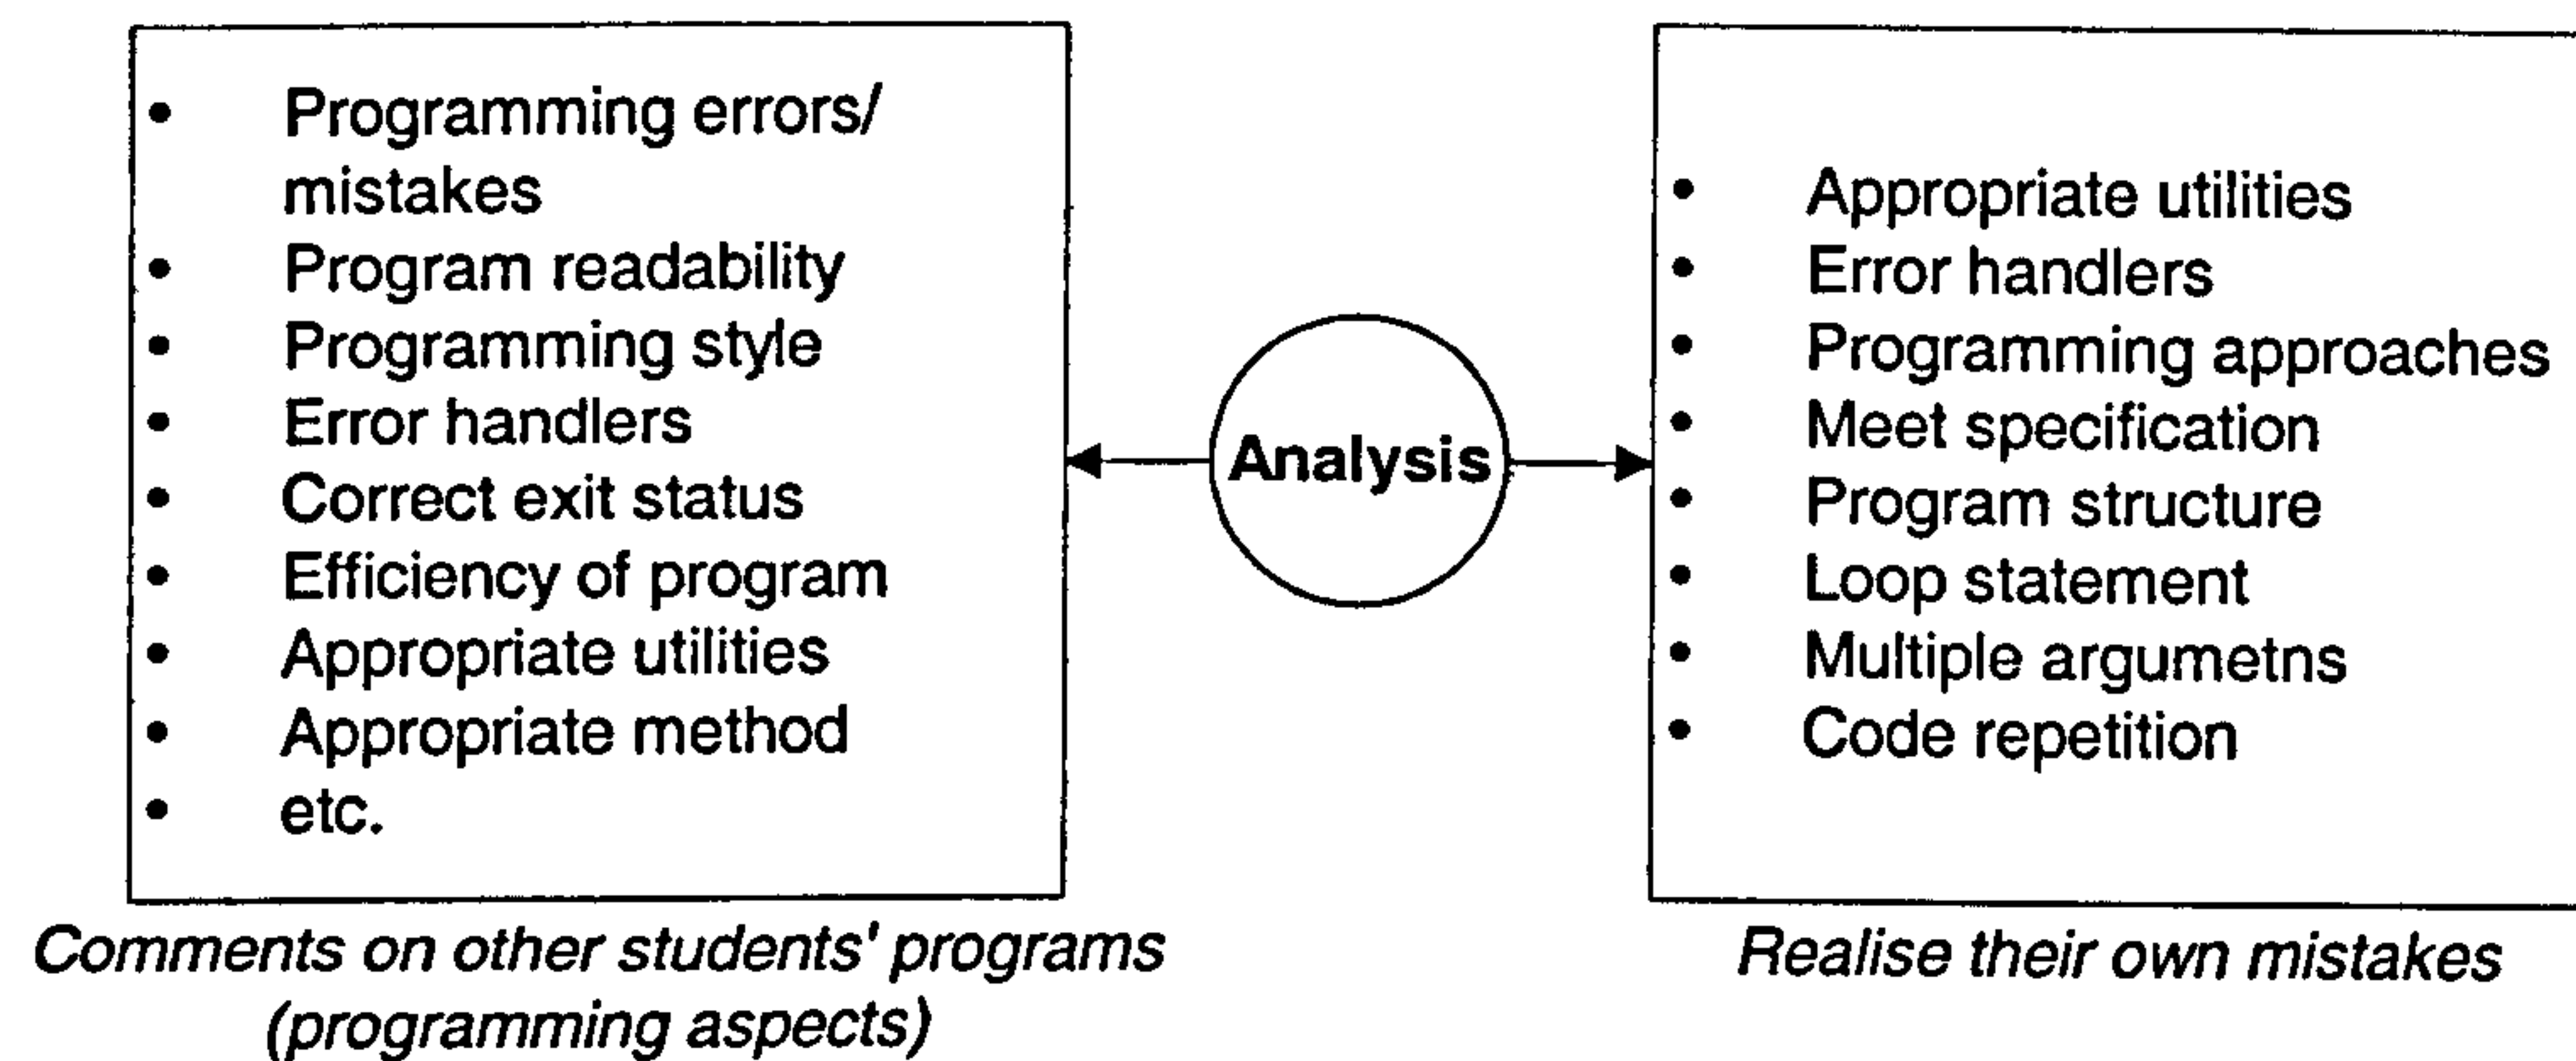 • Programming errors/
mistakes
• Program readability
• Programming style
• Error handlers
• Correct exit status
• Efficiency of program
• Appropriate utilities
• Appropriate method
• etc.
Comments on other students' programs
(programming aspects)
Analysis
• Appropriate utilities
• Error handlers
• Programming approaches
• Meet specification
• Program structure
• Loop statement
• Multiple argumetns
• Code repetition
Realise their own mistakes